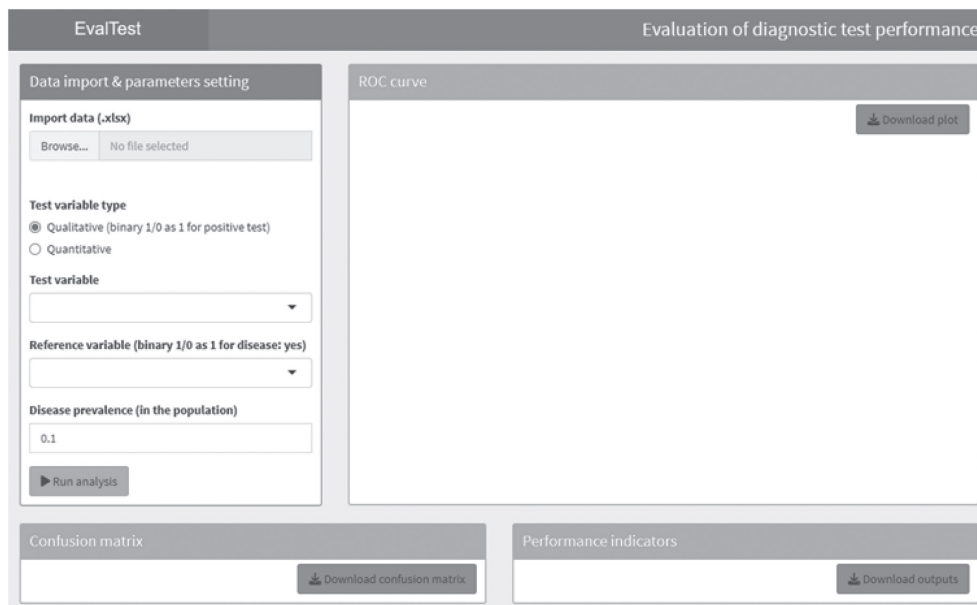 EvalTest
Evaluation of diagnostic test performance
Data import & parameters setting
Import data (.xlsx)
Browse... No file selected
Test variable type
Qualitative (binary 1/0 as 1 for positive test)
Quantitative
Test variable
Reference variable (binary 1/0 as 1 for disease: yes)
Disease prevalence (in the population)
0.1
Run analysis
ROC curve
Download plot
Confusion matrix
Download confusion matrix
Performance indicators
Download outputs